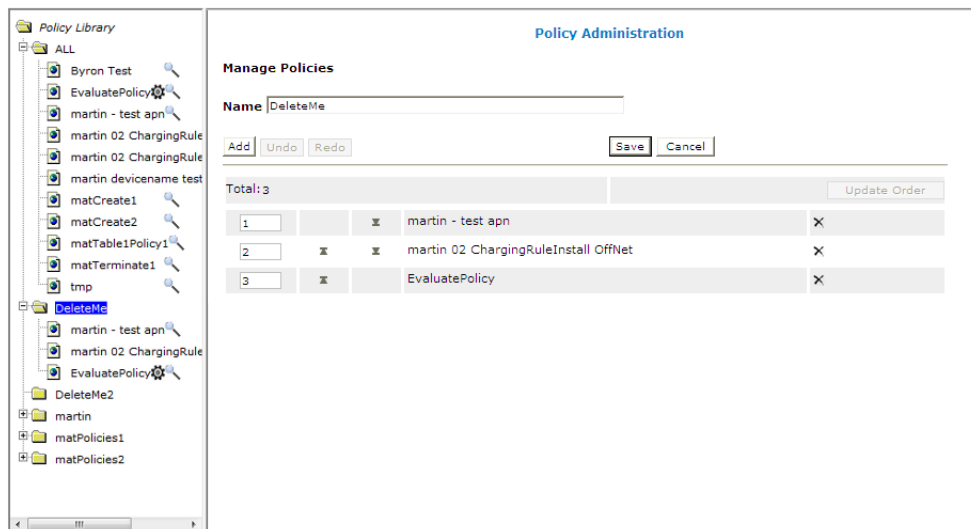 Policy Library
ALL
Byron Test
EvaluatePolicy
martin - test apn
martin 02 ChargingRule
martin 02 ChargingRule
martin devicename test
matCreate1
matCreate2
matTable1Policy1
matTerminate1
tmp
DeleteMe
martin - test apn
martin 02 ChargingRule
EvaluatePolicy
DeleteMe2
martin
matPolicies1
matPolicies2
Policy Administration
Manage Policies
Name DeleteMe
Add Undo Redo Save Cancel
Total: 3 Update Order
1 martin - test apn
2 martin 02 ChargingRuleInstall OffNet
3 EvaluatePolicy